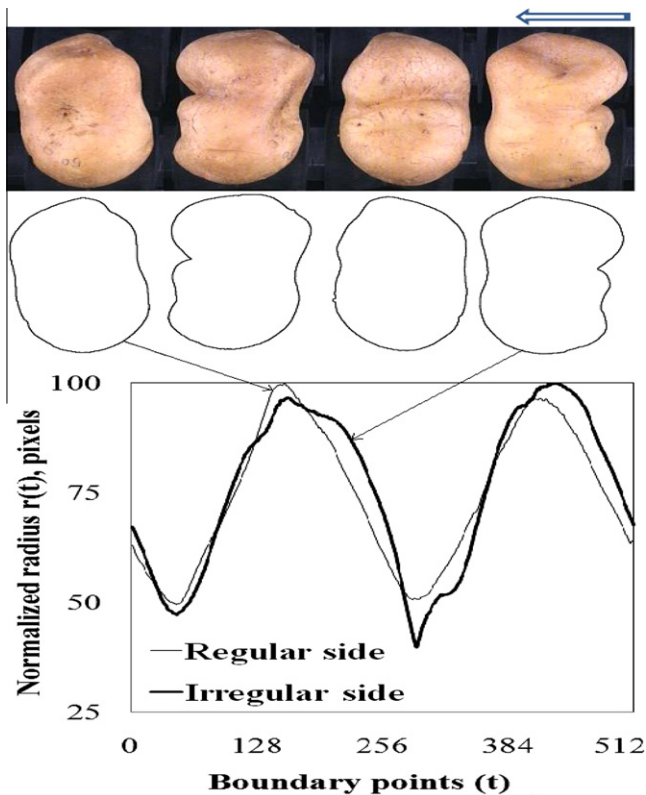 100
75
50
25
Normalized radius r(t), pixels
Regular side
Irregular side
0 128 256 384 512
Boundary points (t)